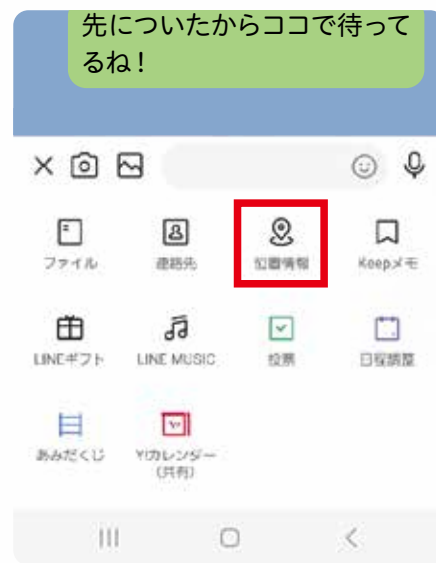 先についたからココで待って
るね！
ファイル
連絡先
位置情報
Keepメモ
LINEギフト
LINE MUSIC
投票
日程調整
あみだくじ
Y!カレンダー
（共有）